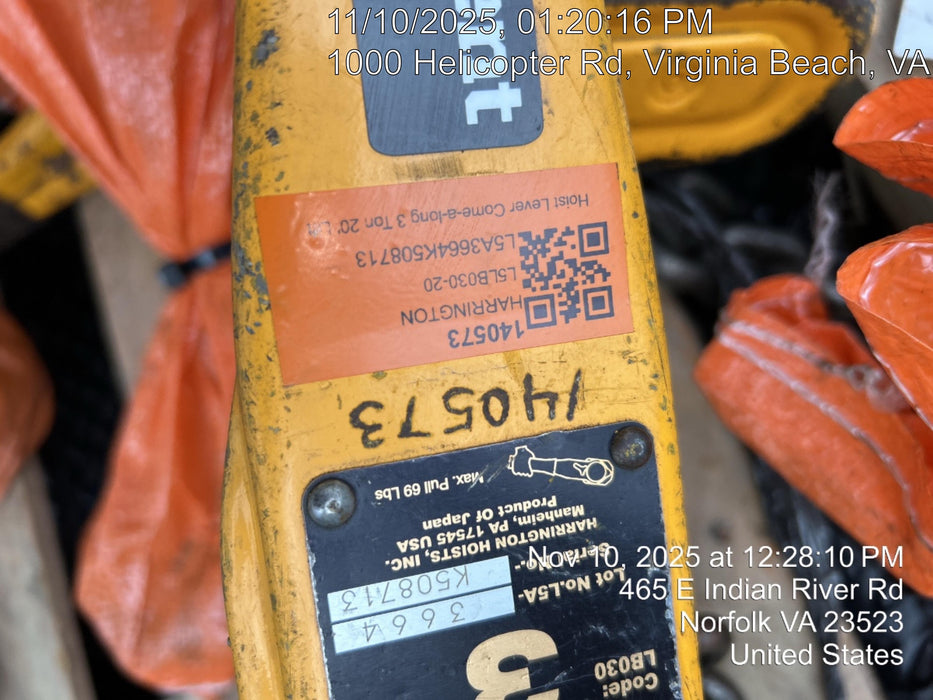 11/10/2025, 01:20:16 PM
1000 Helicopter Rd, Virginia Beach, VA
140573
HARRINGTON
L5LB030-20
L5A3664K508713
Hoist Lever Come-a-long 3 Ton 20' Lift
140573
Max. Pull 69 Lbs
Product Of Japan
Manheim, PA 17545 USA
HARRINGTON HOISTS, INC.
Serial No.-
K508713
Lot No.L5A-
3664
3
Code:
LB030
Nov 10, 2025 at 12:28:10 PM
465 E Indian River Rd
Norfolk VA 23523
United States